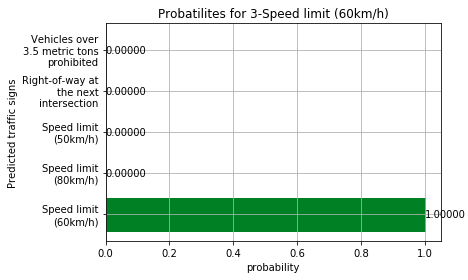 Probatilites for 3-Speed limit (60km/h)
Vehicles over
3.5 metric tons
prohibited
0.00000
Right-of-way at
the next
intersection
0.00000
Speed limit
(50km/h)
0.00000
Speed limit
(80km/h)
0.00000
Speed limit
(60km/h)
1.00000
Predicted traffic signs
0.0 0.2 0.4 0.6 0.8 1.0
probability